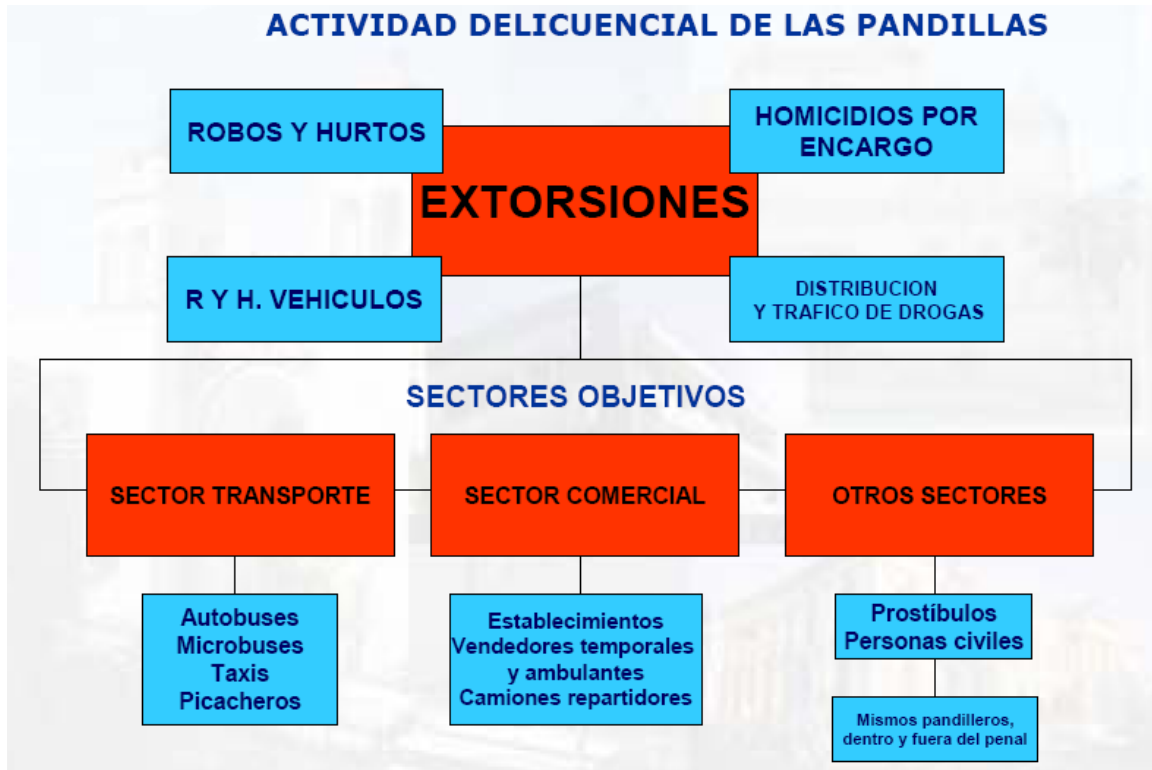 ACTIVIDAD DELICUENCIAL DE LAS PANDILLAS
ROBOS Y HURTOS
HOMICIDIOS POR
ENCARGO
EXTORSIONES
R Y H. VEHICULOS
DISTRIBUCION
Y TRAFICO DE DROGAS
SECTORES OBJETIVOS
SECTOR TRANSPORTE
SECTOR COMERCIAL
OTROS SECTORES
Autobuses
Microbuses
Taxis
Picacheros
Establecimientos
Vendedores temporales
y ambulantes
Camiones repartidores
Prostíbulos
Personas civiles
Mismos pandilleros,
dentro y fuera del penal